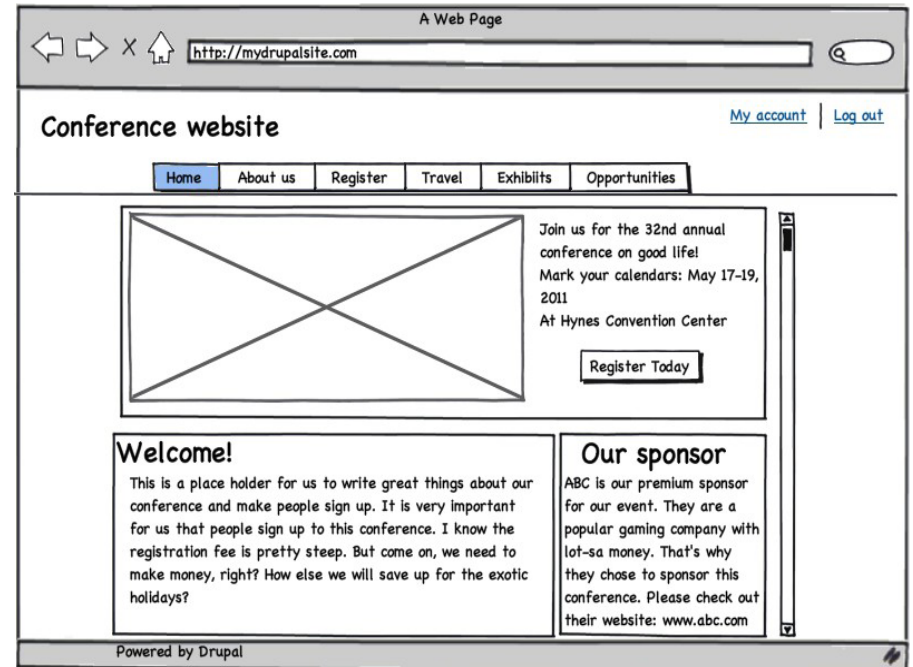 A Web Page
http://mydrupalsite.com
Conference website
My account | Log out
Home About us Register Travel Exhibiits Opportunities
Join us for the 32nd annual
conference on good life!
Mark your calendars: May 17-19,
2011
At Hynes Convention Center
Register Today
Welcome!
This is a place holder for us to write great things about our
conference and make people sign up. It is very important
for us that people sign up to this conference. I know the
registration fee is pretty steep. But come on, we need to
make money, right? How else we will save up for the exotic
holidays?
Our sponsor
ABC is our premium sponsor
for our event. They are a
popular gaming company with
lot-sa money. That's why
they chose to sponsor this
conference. Please check out
their website: www.abc.com
Powered by Drupal